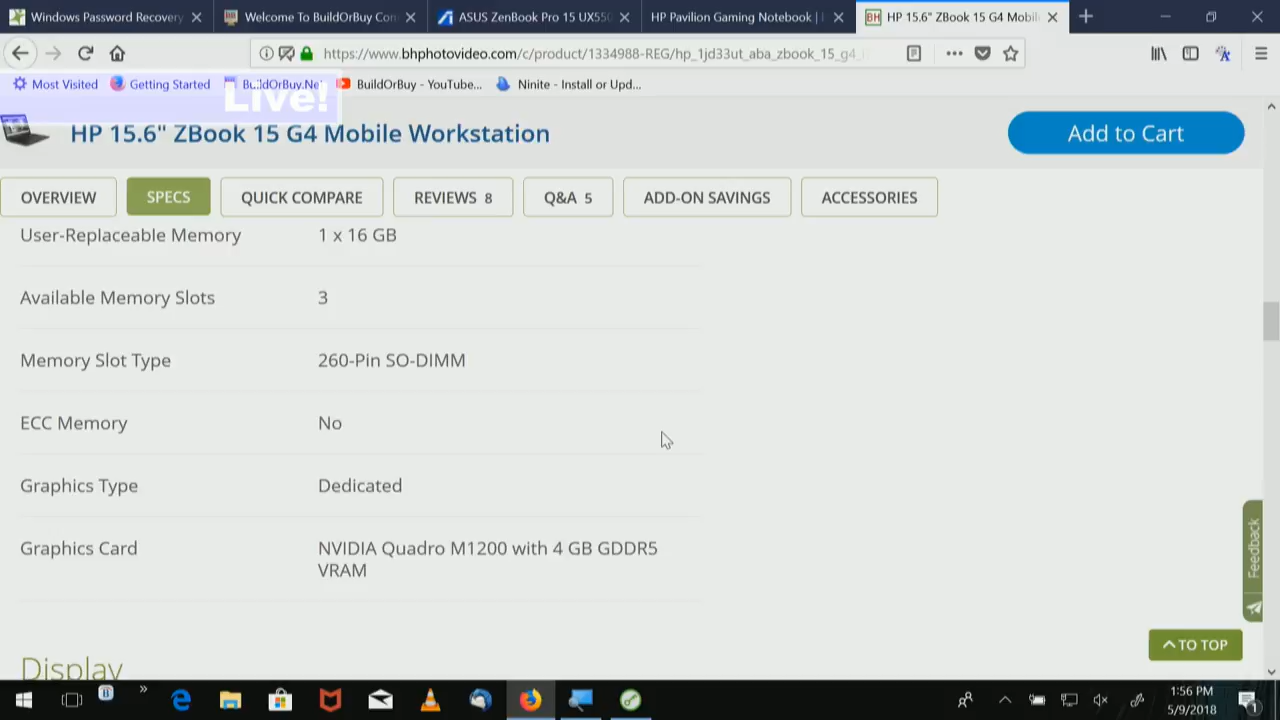 Windows Password Recovery
Welcome To BuildOrBuy Con
ASUS ZenBook Pro 15 UX550
HP Pavilion Gaming Notebook |
BH HP 15.6" ZBook 15 G4 Mobil
https://www.bhphotovideo.com/c/product/1334988-REG/hp_1jd33ut_aba_zbook_15_g4_
Most Visited
Getting Started
BuildOrBuy.Net
BuildOrBuy - YouTube...
Ninite - Install or Upd...
Live!
HP 15.6" ZBook 15 G4 Mobile Workstation
Add to Cart
OVERVIEW
SPECS
QUICK COMPARE
REVIEWS 8
Q&A 5
ADD-ON SAVINGS
ACCESSORIES
User-Replaceable Memory 1 x 16 GB
Available Memory Slots 3
Memory Slot Type 260-Pin SO-DIMM
ECC Memory No
Graphics Type Dedicated
Graphics Card NVIDIA Quadro M1200 with 4 GB GDDR5
VRAM
Feedback
TO TOP
Display
1:56 PM
5/9/2018
1